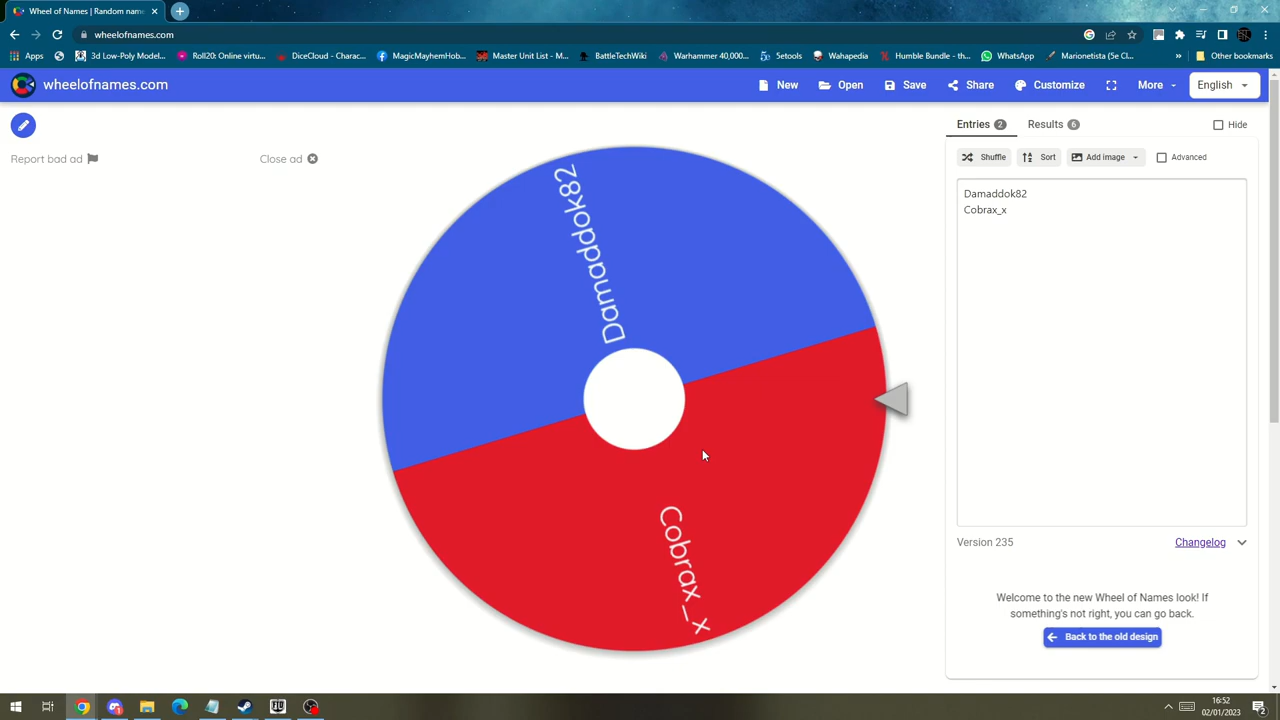 Wheel of Names | Random name
wheelofnames.com
Apps
3d Low-Poly Model...
Roll20: Online virtu...
DiceCloud - Charac...
MagicMayhemHob...
Master Unit List - M...
BattleTechWiki
Warhammer 40,000...
5etools
Wahapedia
Humble Bundle - th...
WhatsApp
Marionetista (5e Cl...
»
Other bookmarks
wheelofnames.com
New
Open
Save
Share
Customize
More
English
Report bad ad
Close ad
Damaddok82
Cobrax_x
Entries 2
Results 6
Hide
Shuffle
Sort
Add image
Advanced
Damaddok82
Cobrax_x
Version 235
Changelog
Welcome to the new Wheel of Names look! If
something's not right, you can go back.
Back to the old design
16:52
02/01/2023
2